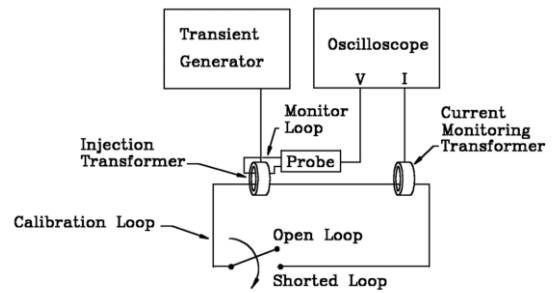 Transient
Generator
Oscilloscope
V I
Monitor
Loop
Current
Monitoring
Transformer
Injection
Transformer
Probe
Calibration Loop
Open Loop
Shorted Loop